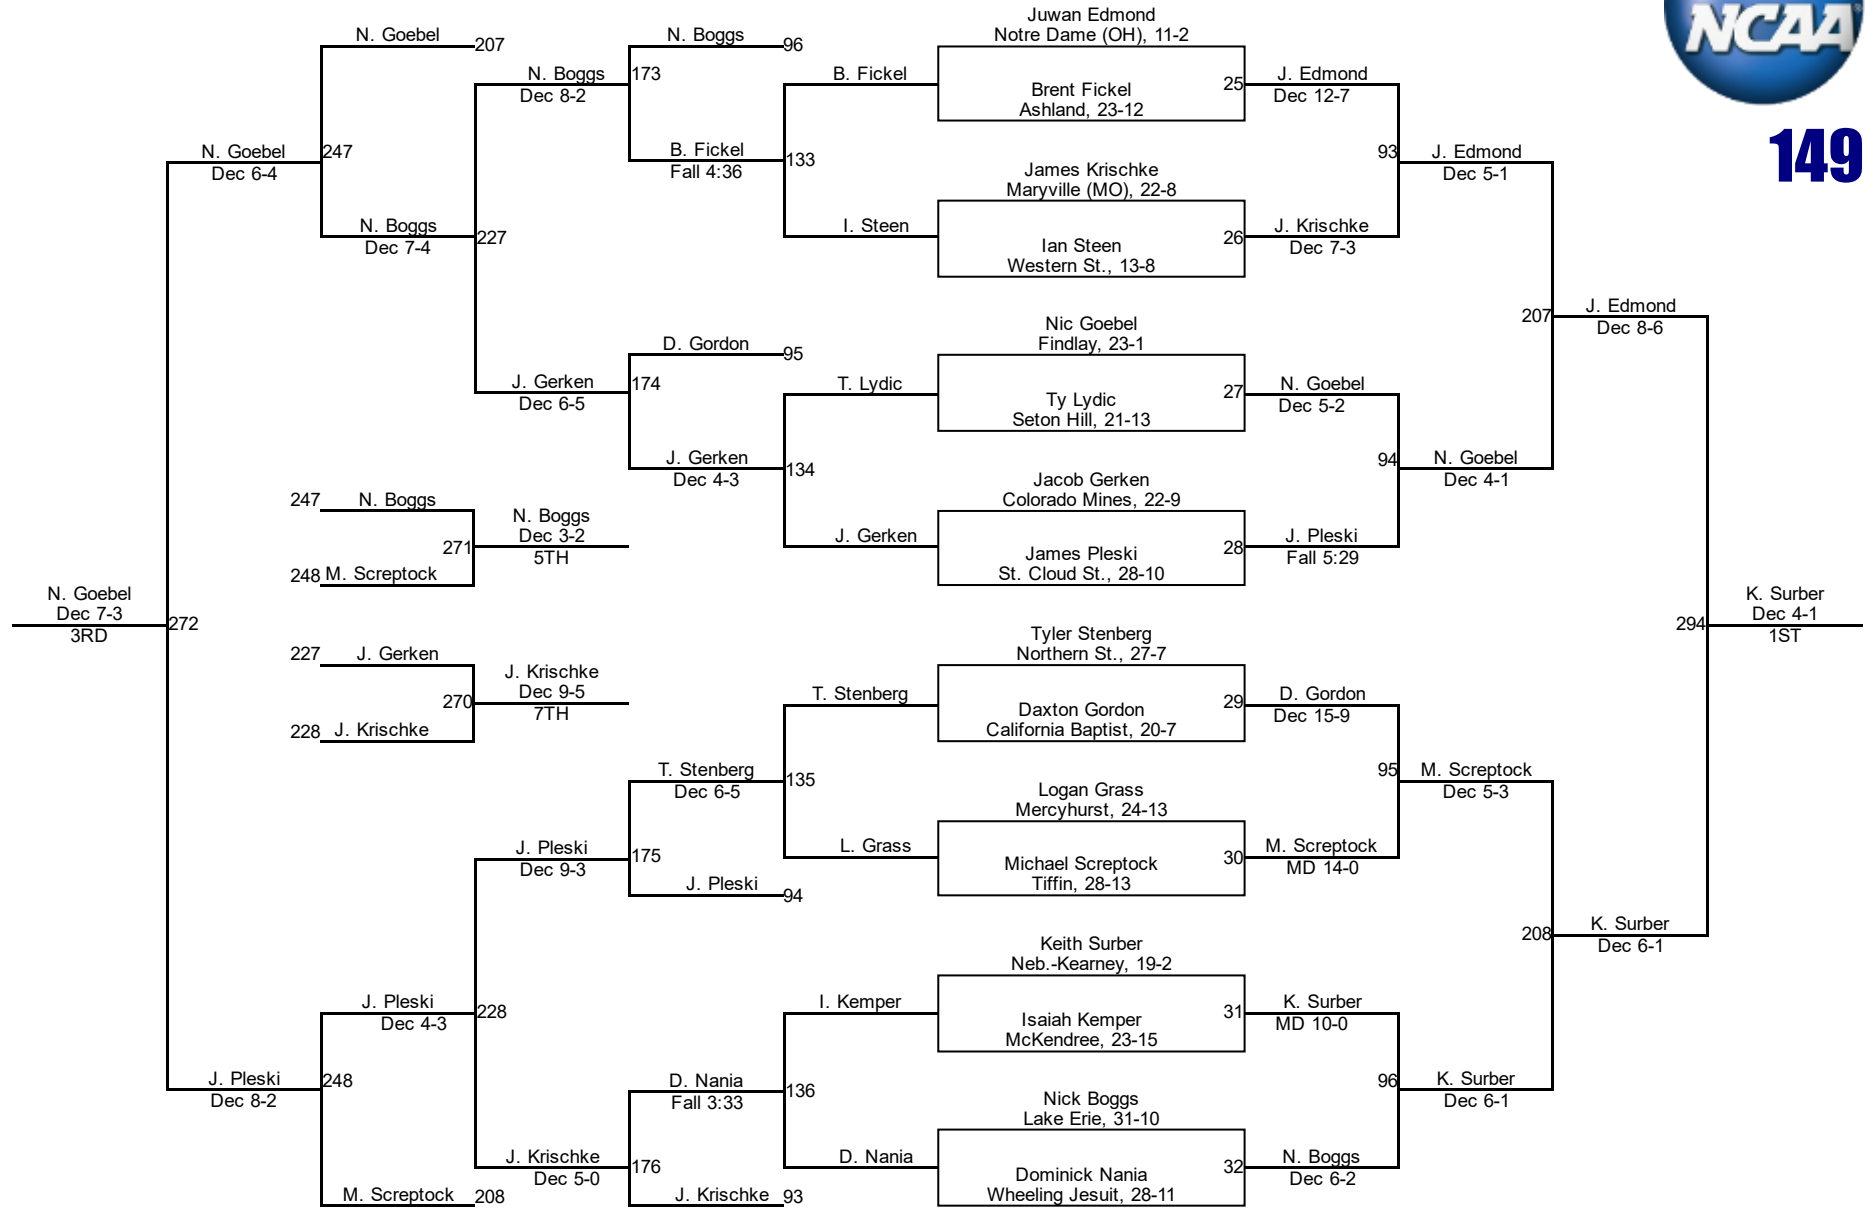 NCAA
149
N. Goebel
207
N. Boggs
Dec 8-2
N. Boggs
96
173
B. Fickel
Fall 4:36
133
B. Fickel
I. Steen
N. Goebel
Dec 6-4
247
N. Boggs
Dec 7-4
227
J. Gerken
Dec 6-5
D. Gordon
95
174
J. Gerken
Dec 4-3
134
T. Lydic
J. Gerken
247
N. Boggs
248
M. Screptock
271
N. Boggs
Dec 3-2
5TH
N. Goebel
Dec 7-3
3RD
272
227
J. Gerken
228
J. Krischke
270
J. Krischke
Dec 9-5
7TH
T. Stenberg
L. Grass
135
T. Stenberg
Dec 6-5
J. Pleski
Dec 9-3
175
J. Pleski
94
J. Pleski
Dec 4-3
228
J. Pleski
Dec 8-2
248
M. Screptock
208
I. Kemper
D. Nania
136
D. Nania
Fall 3:33
J. Krischke
Dec 5-0
176
J. Krischke
93
Juwan Edmond
Notre Dame (OH), 11-2
Brent Fickel
Ashland, 23-12
25
J. Edmond
Dec 12-7
James Krischke
Maryville (MO), 22-8
Ian Steen
Western St., 13-8
26
J. Krischke
Dec 7-3
93
J. Edmond
Dec 5-1
Nic Goebel
Findlay, 23-1
Ty Lydic
Seton Hill, 21-13
27
N. Goebel
Dec 5-2
Jacob Gerken
Colorado Mines, 22-9
James Pleski
St. Cloud St., 28-10
28
J. Pleski
Fall 5:29
94
N. Goebel
Dec 4-1
207
J. Edmond
Dec 8-6
Tyler Stenberg
Northern St., 27-7
Daxton Gordon
California Baptist, 20-7
29
D. Gordon
Dec 15-9
Logan Grass
Mercyhurst, 24-13
Michael Screptock
Tiffin, 28-13
30
M. Screptock
MD 14-0
95
M. Screptock
Dec 5-3
Keith Surber
Neb.-Kearney, 19-2
Isaiah Kemper
McKendree, 23-15
31
K. Surber
MD 10-0
Nick Boggs
Lake Erie, 31-10
Dominick Nania
Wheeling Jesuit, 28-11
32
N. Boggs
Dec 6-2
96
K. Surber
Dec 6-1
208
K. Surber
Dec 6-1
294
K. Surber
Dec 4-1
1ST